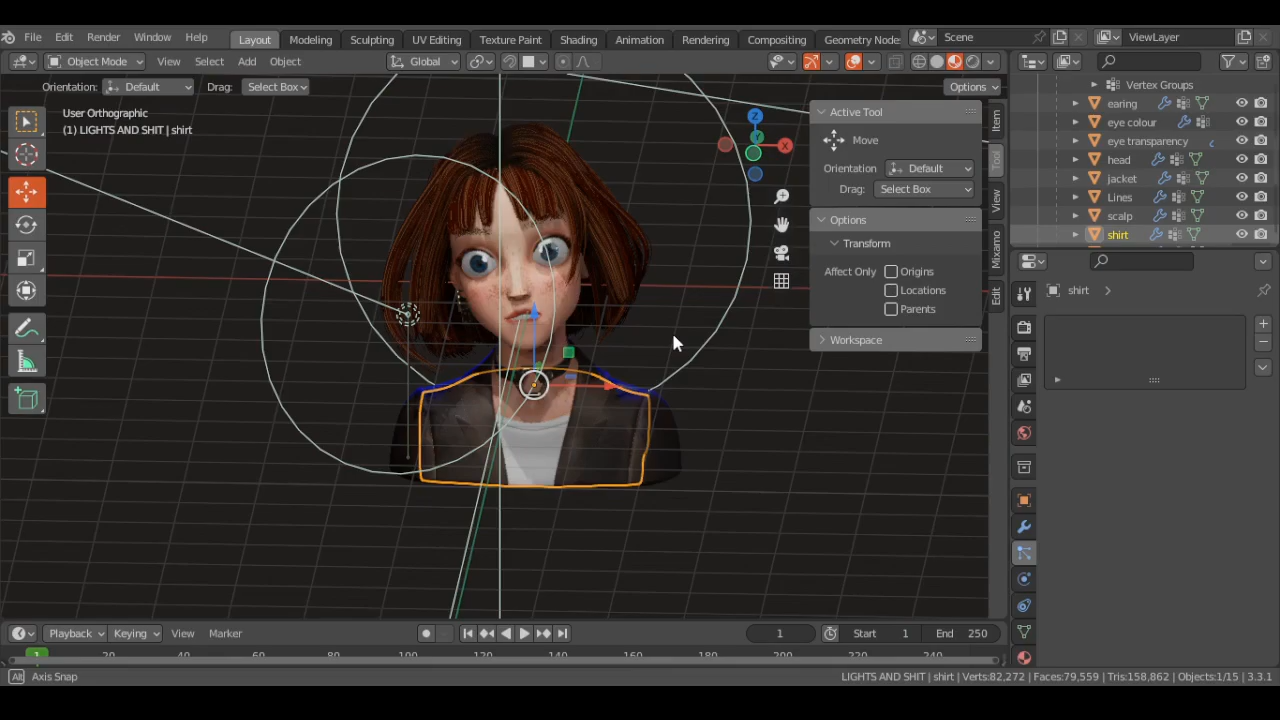 File Edit Render Window Help Layout Modeling Sculpting UV Editing Texture Paint Shading Animation Rendering Compositing Geometry Node Scene ViewLayer
Object Mode View Select Add Object Global
Orientation: Default Drag: Select Box Options
User Orthographic
(1) LIGHTS AND SHIT | shirt
Active Tool
Move
Orientation Default
Drag: Select Box
Options
Transform
Affect Only Origins
Locations
Parents
Workspace
Item
Tool
View
Mixamo
Edit
Z
Y
X
Vertex Groups
earing
eye colour
eye transparency
head
jacket
Lines
scalp
shirt
shirt
Playback Keying View Marker 1 Start 1 End 250
1 20 40 60 80 100 120 140 160 180 200 220 240
Alt Axis Snap LIGHTS AND SHIT | shirt | Verts:82,272 | Faces:79,559 | Tris:158,862 | Objects:1/15 | 3.3.1